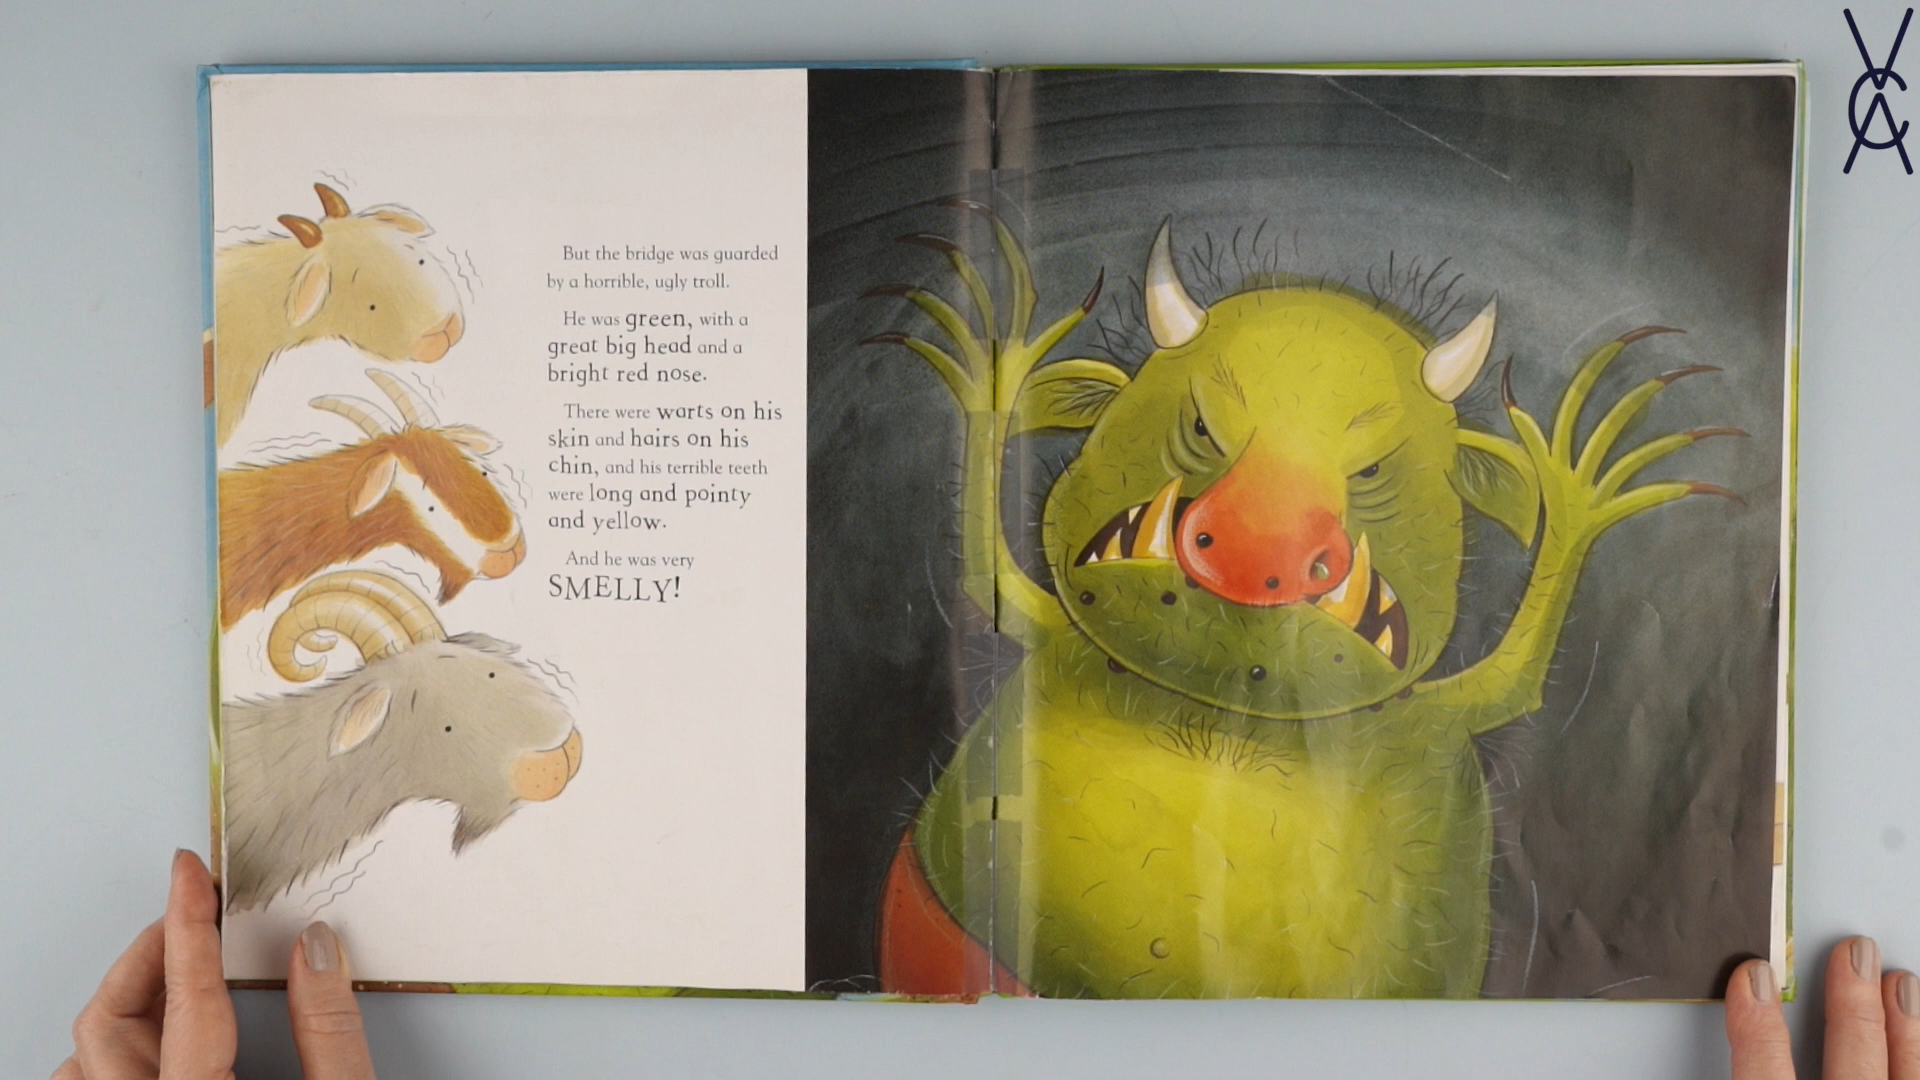 But the bridge was guarded
by a horrible, ugly troll.
He was green, with a
great big head and a
bright red nose.
There were warts on his
skin and hairs on his
chin, and his terrible teeth
were long and pointy
and yellow.
And he was very
SMELLY!
VCA